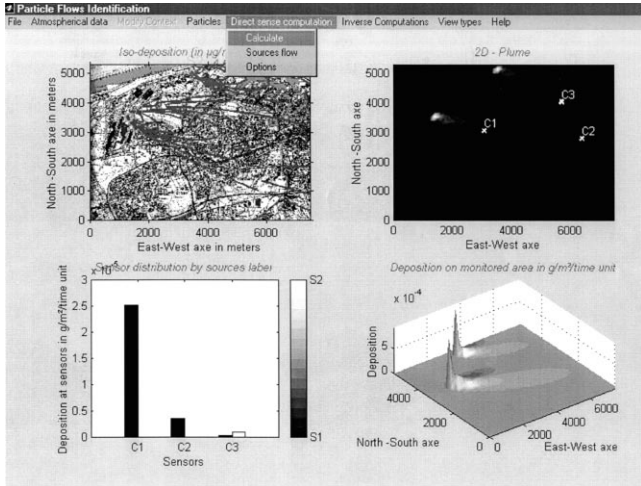 Particle Flows Identification
File Atmospherical data Modify Context Particles Direct sense computation Inverse Computations View types Help
Calculate
Sources flow
Options
Iso-deposition (in µg/
2D - Plume
North -South axe in meters
5000
4000
3000
2000
1000
0
0 2000 4000 6000
East-West axe in meters
North -South axe
5000
4000
3000
2000
1000
0
C1
C3
C2
2000 4000 6000
East-West axe
Sensor distribution by sources label
x 10^-5
Deposition at sensors in g/m²/time unit
3
2.5
2
1.5
1
0.5
0
C1 C2 C3
Sensors
S2
S1
Deposition on monitored area in g/m²/time unit
x 10^-4
Deposition
5
0
4000
2000
0
North -South axe
0
2000
4000
6000
East-West axe